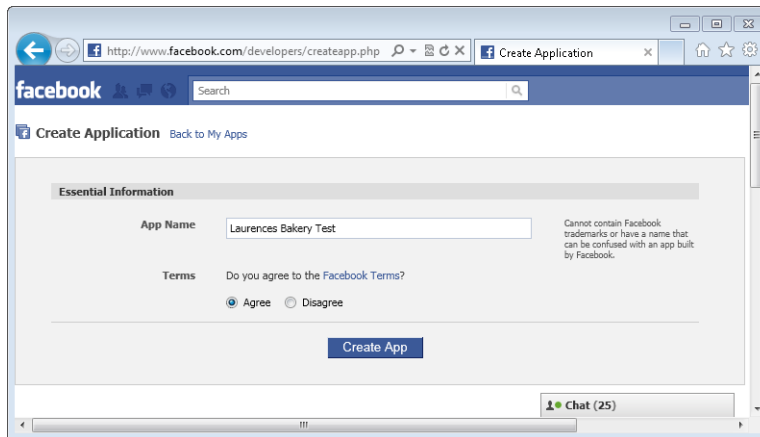 http://www.facebook.com/developers/createapp.php
Create Application
facebook
Search
Create Application Back to My Apps
Essential Information
App Name
Laurences Bakery Test
Cannot contain Facebook
trademarks or have a name that
can be confused with an app built
by Facebook.
Terms
Do you agree to the Facebook Terms?
Agree
Disagree
Create App
Chat (25)